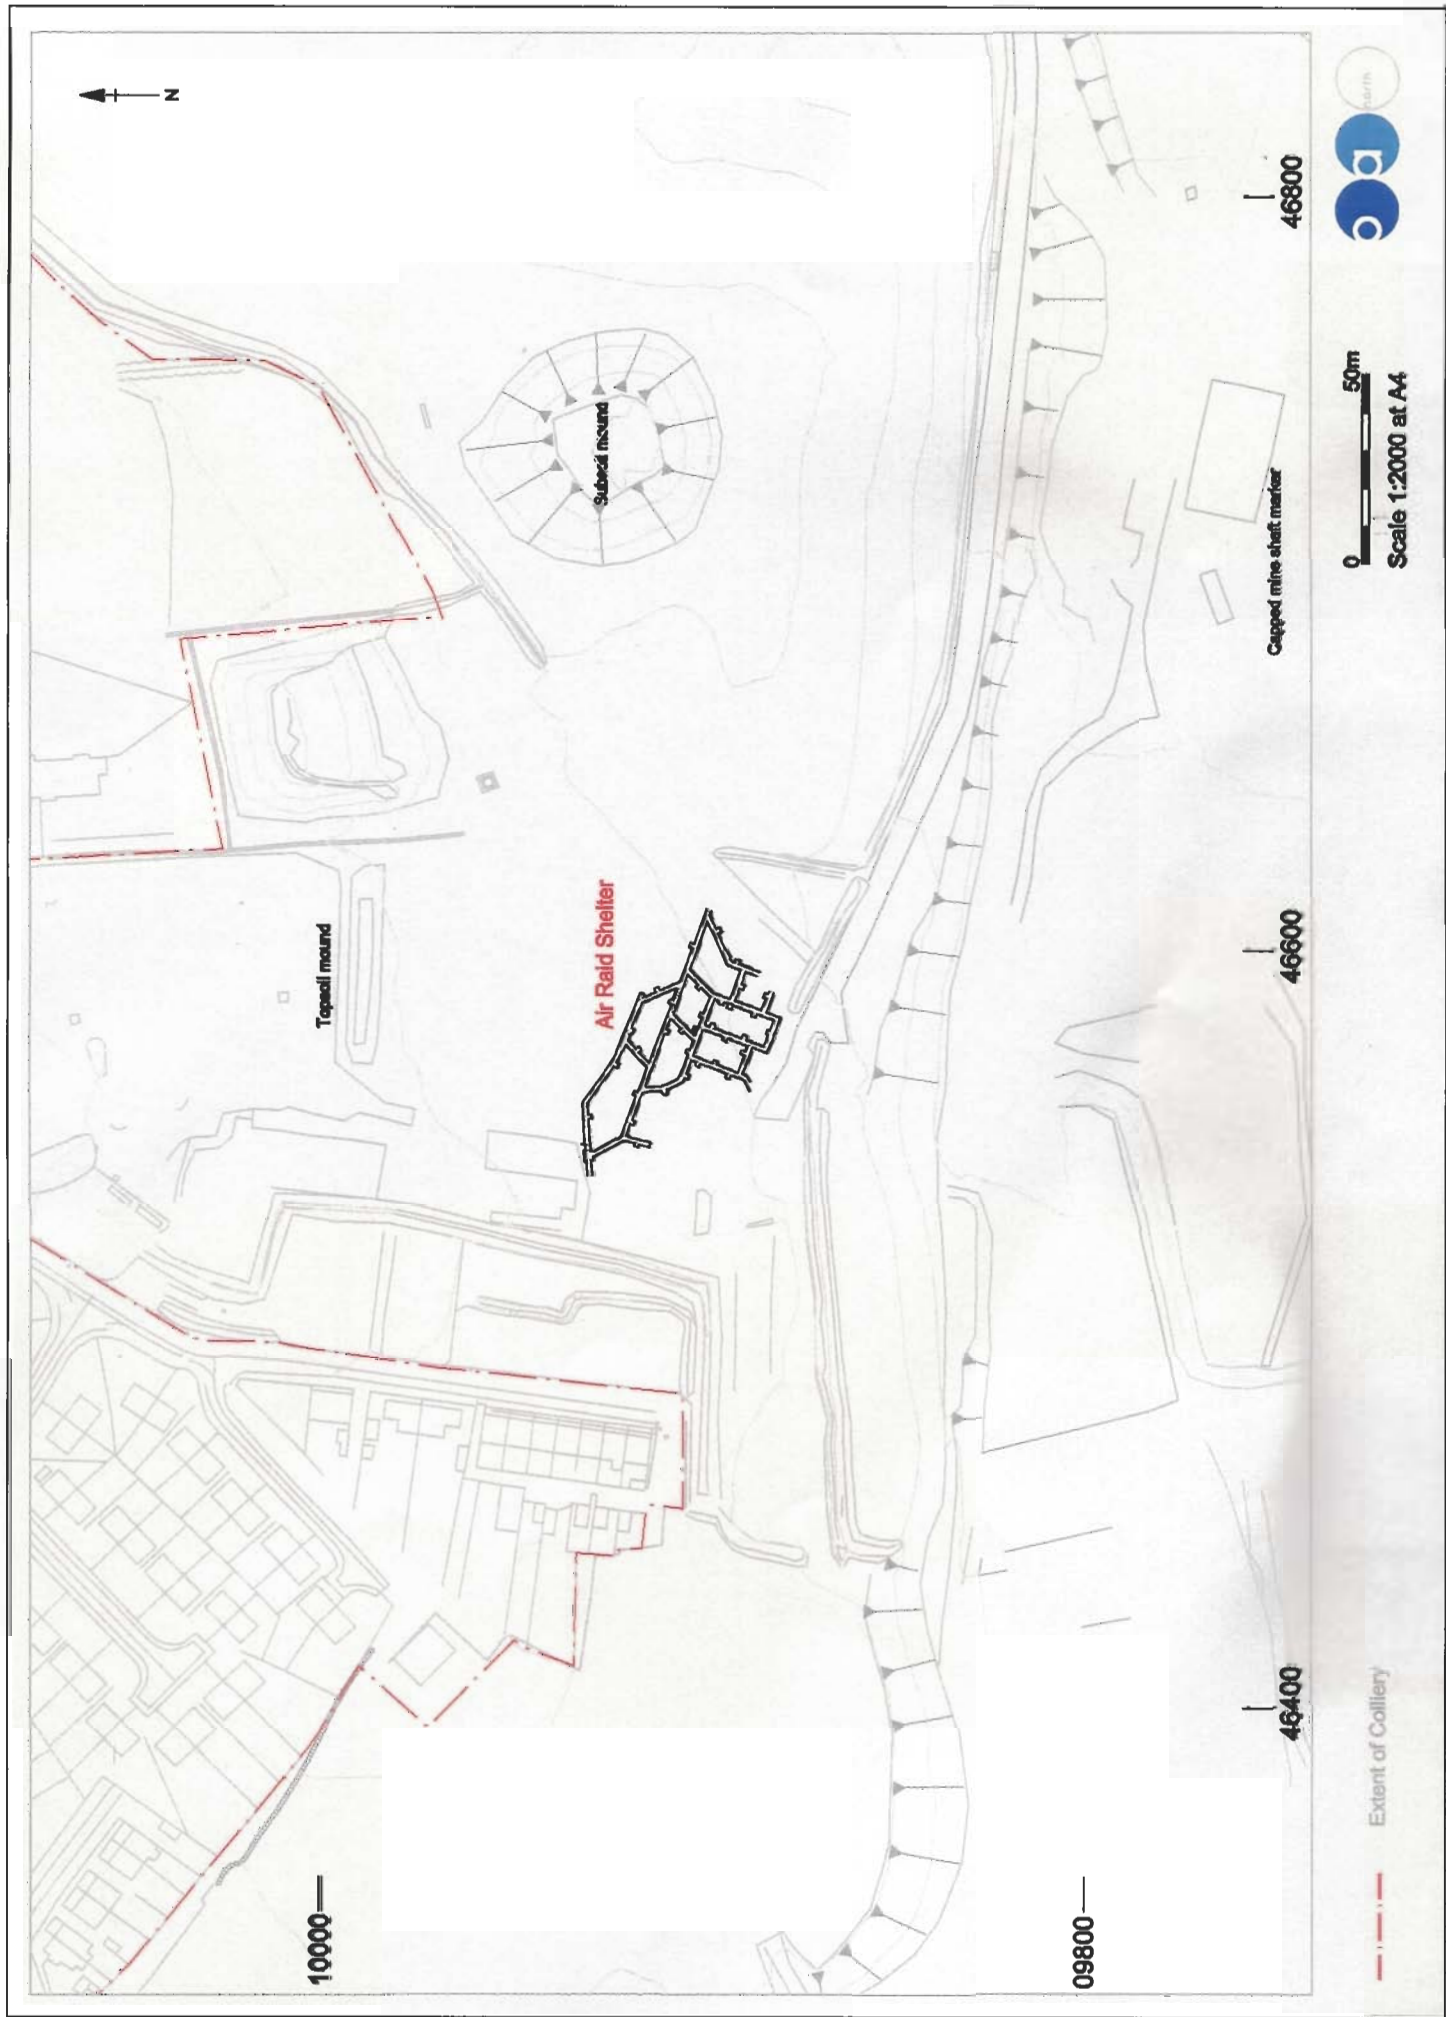 N
10000
09800
46400
46600
46800
Topsoil mound
Air Raid Shelter
Subsoil mound
Capped mine shaft marker
Extent of Colliery
0 50m
Scale 1:2000 at A4
c a
north